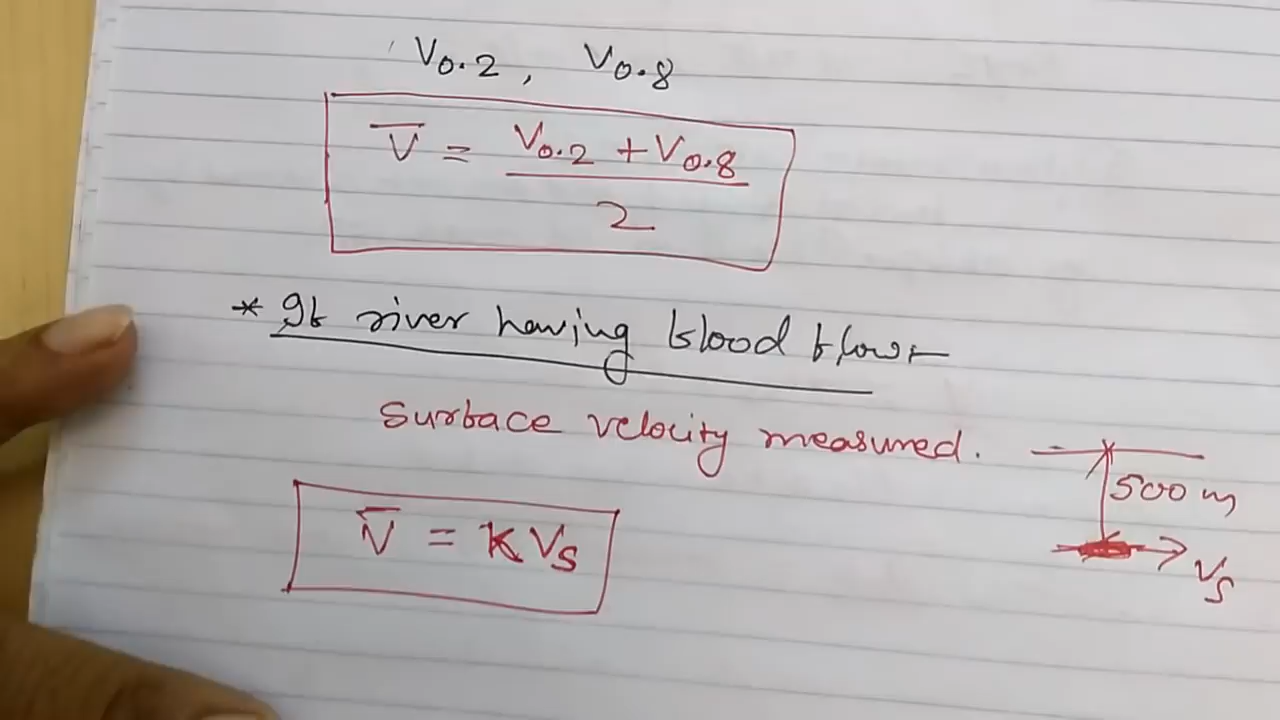 V0.2, V0.8
V̅ = (V0.2 + V0.8) / 2
* If river having flood flow-
Surface velocity measured.
500 m
V̅ = K Vs
Vs